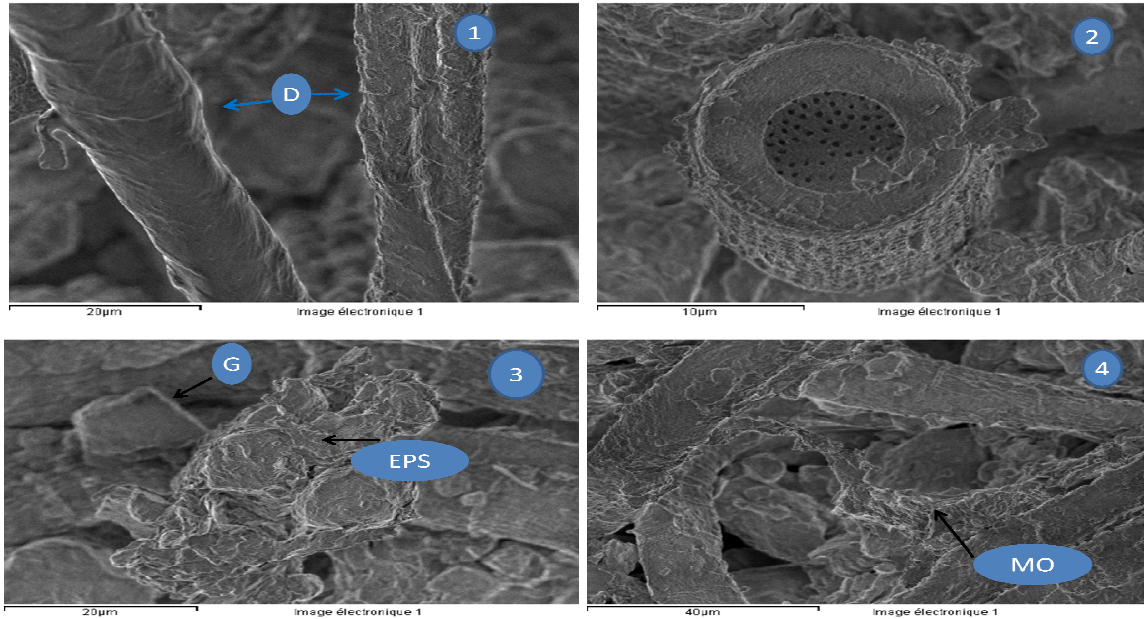 1
D
20µm Image électronique 1
2
10µm Image électronique 1
G
3
EPS
20µm Image électronique 1
4
MO
40µm Image électronique 1